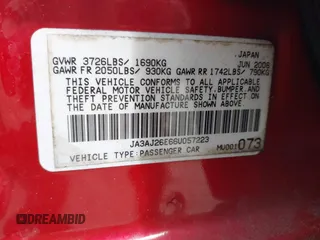 JAPAN
GVWR 3726LBS/ 1690KG JUN 2006
GAWR FR 2050LBS/ 930KG GAWR RR 1742LBS/ 790KG
THIS VEHICLE CONFORMS TO ALL APPLICABLE
FEDERAL MOTOR VEHICLE SAFETY,BUMPER,AND
THEFT PREVENTION STANDARDS IN EFFECT ON
THE DATE OF MANUFACTURE SHOWN ABOVE.
JA3AJ26E66U057223
VEHICLE TYPE:PASSENGER CAR MU001073
DREAMBID